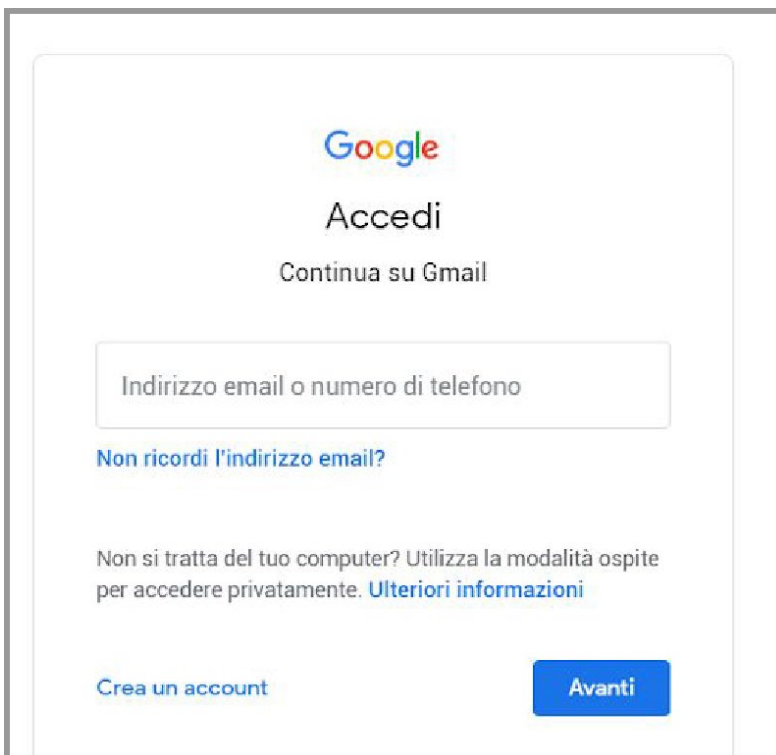 Google
Accedi
Continua su Gmail
Indirizzo email o numero di telefono
Non ricordi l'indirizzo email?
Non si tratta del tuo computer? Utilizza la modalità ospite
per accedere privatamente. Ulteriori informazioni
Crea un account
Avanti